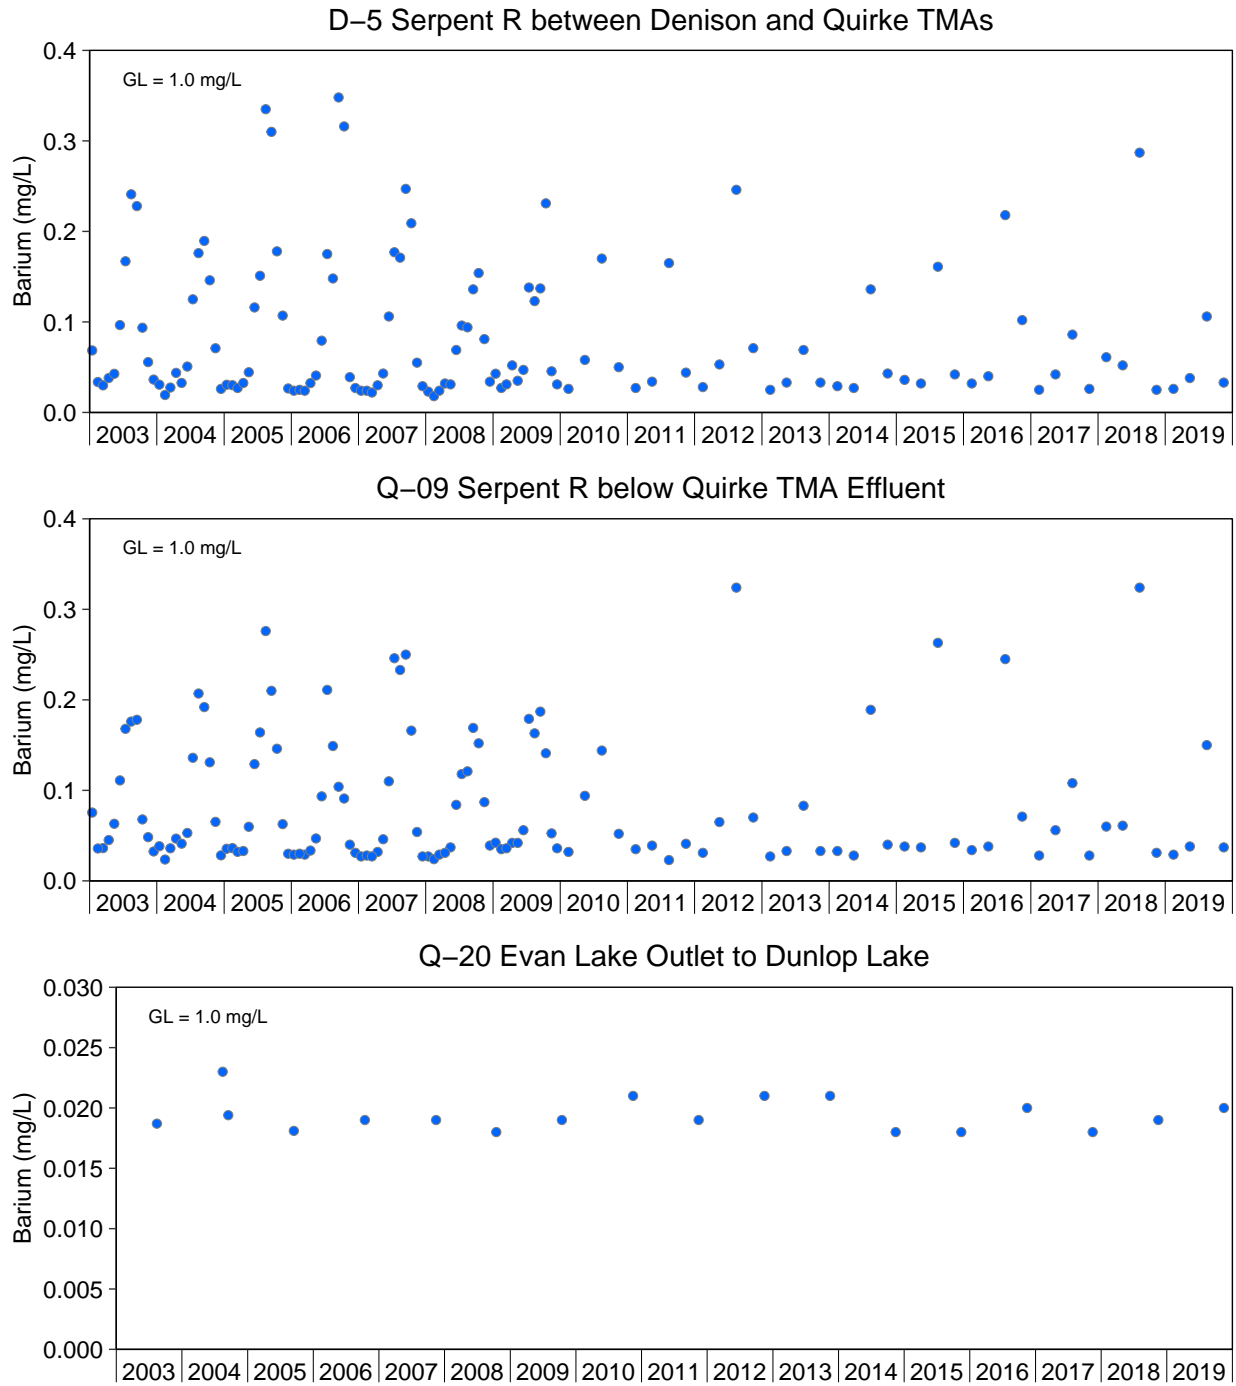 D−5 Serpent R between Denison and Quirke TMAs
0.4
GL = 1.0 mg/L
0.3
0.2
0.1
0.0
Barium (mg/L)
2003 2004 2005 2006 2007 2008 2009 2010 2011 2012 2013 2014 2015 2016 2017 2018 2019
Q−09 Serpent R below Quirke TMA Effluent
0.4
GL = 1.0 mg/L
0.3
0.2
0.1
0.0
Barium (mg/L)
2003 2004 2005 2006 2007 2008 2009 2010 2011 2012 2013 2014 2015 2016 2017 2018 2019
Q−20 Evan Lake Outlet to Dunlop Lake
0.030
GL = 1.0 mg/L
0.025
0.020
0.015
0.010
0.005
0.000
Barium (mg/L)
2003 2004 2005 2006 2007 2008 2009 2010 2011 2012 2013 2014 2015 2016 2017 2018 2019